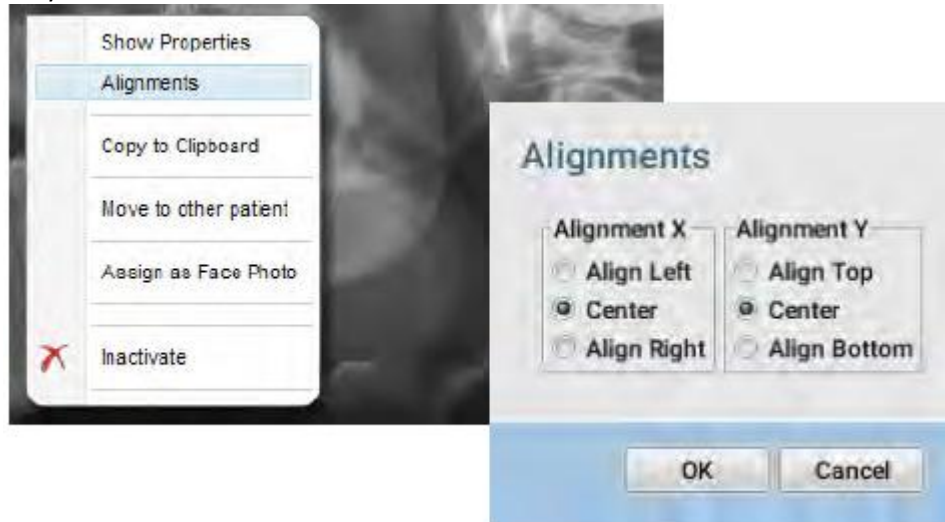 Show Properties
Alignments
Copy to Clipboard
Move to other patient
Assign as Face Photo
Inactivate
Alignments
Alignment X
Align Left
Center
Align Right
Alignment Y
Align Top
Center
Align Bottom
OK
Cancel